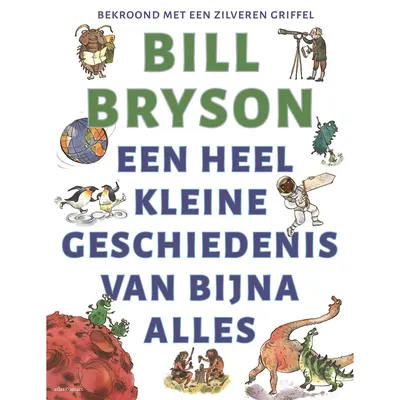 BEKROOND MET EEN ZILVEREN GRIFFEL
BILL
BRYSON
EEN HEEL
KLEINE
GESCHIEDENIS
VAN BIJNA
ALLES